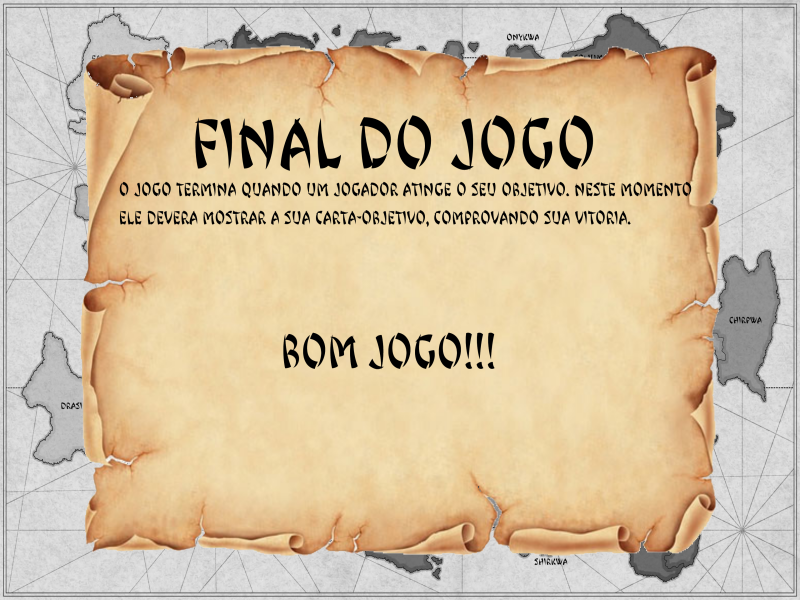 ONYKWA
FINAL DO JOGO
O JOGO TERMINA QUANDO UM JOGADOR ATINGE O SEU OBJETIVO. NESTE MOMENTO
ELE DEVERA MOSTRAR A SUA CARTA-OBJETIVO, COMPROVANDO SUA VITORIA.
CHIRPWA
BOM JOGO!!!
SHIRKWA